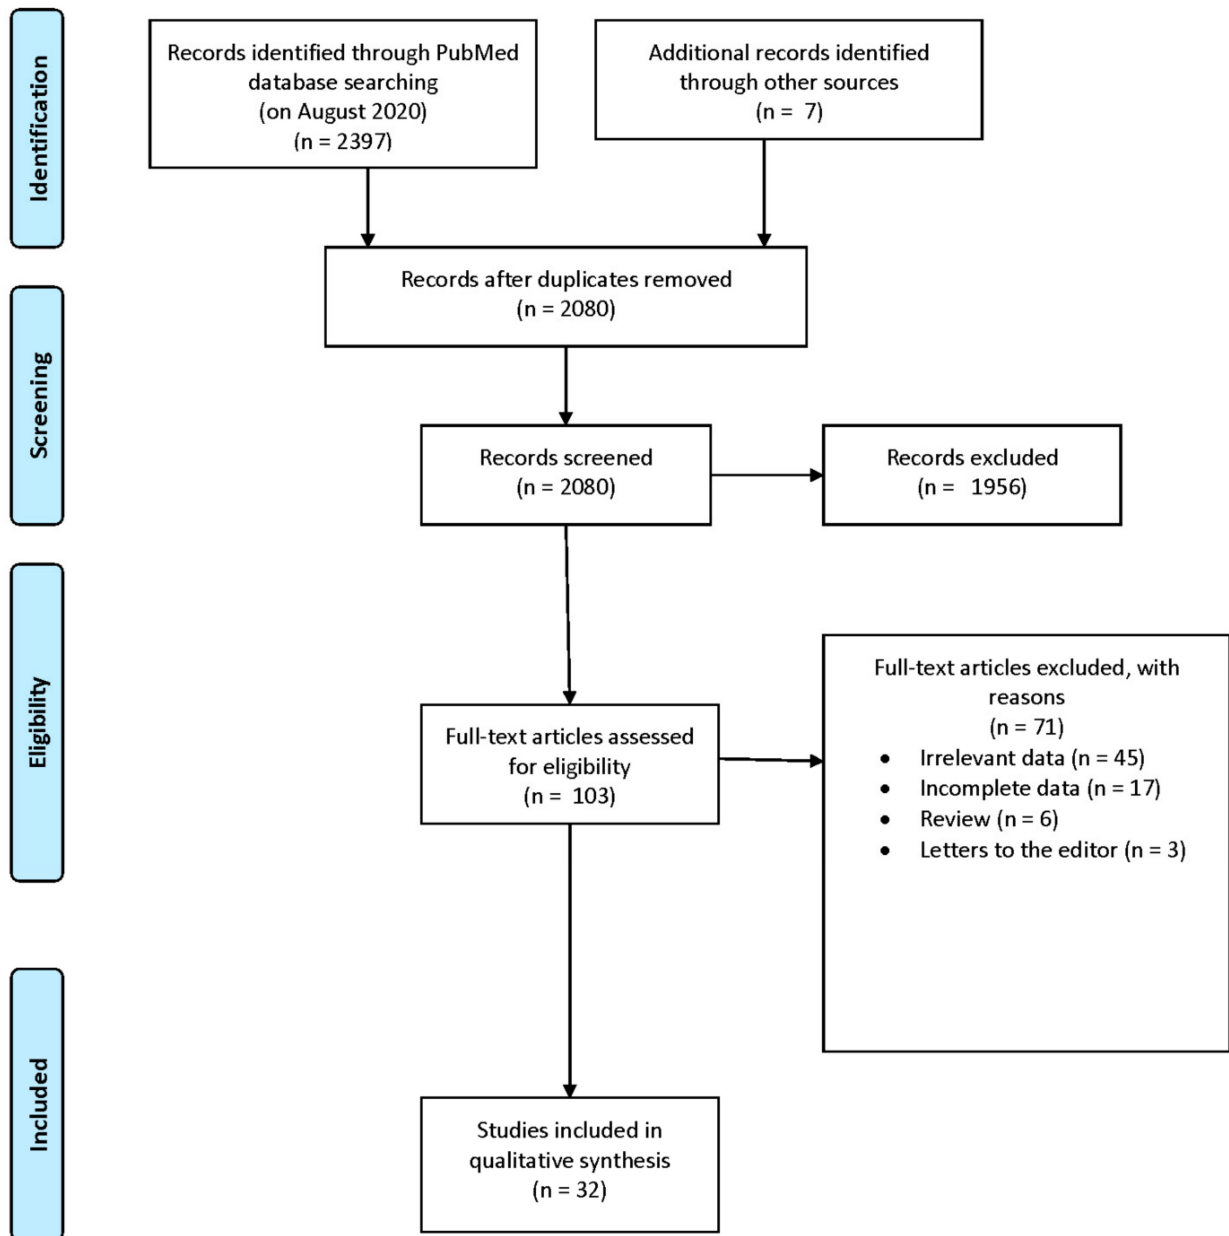 Identification
Records identified through PubMed
database searching
(on August 2020)
(n = 2397)
Additional records identified
through other sources
(n = 7)
Records after duplicates removed
(n = 2080)
Screening
Records screened
(n = 2080)
Records excluded
(n = 1956)
Eligibility
Full-text articles assessed
for eligibility
(n = 103)
Full-text articles excluded, with
reasons
(n = 71)
• Irrelevant data (n = 45)
• Incomplete data (n = 17)
• Review (n = 6)
• Letters to the editor (n = 3)
Included
Studies included in
qualitative synthesis
(n = 32)